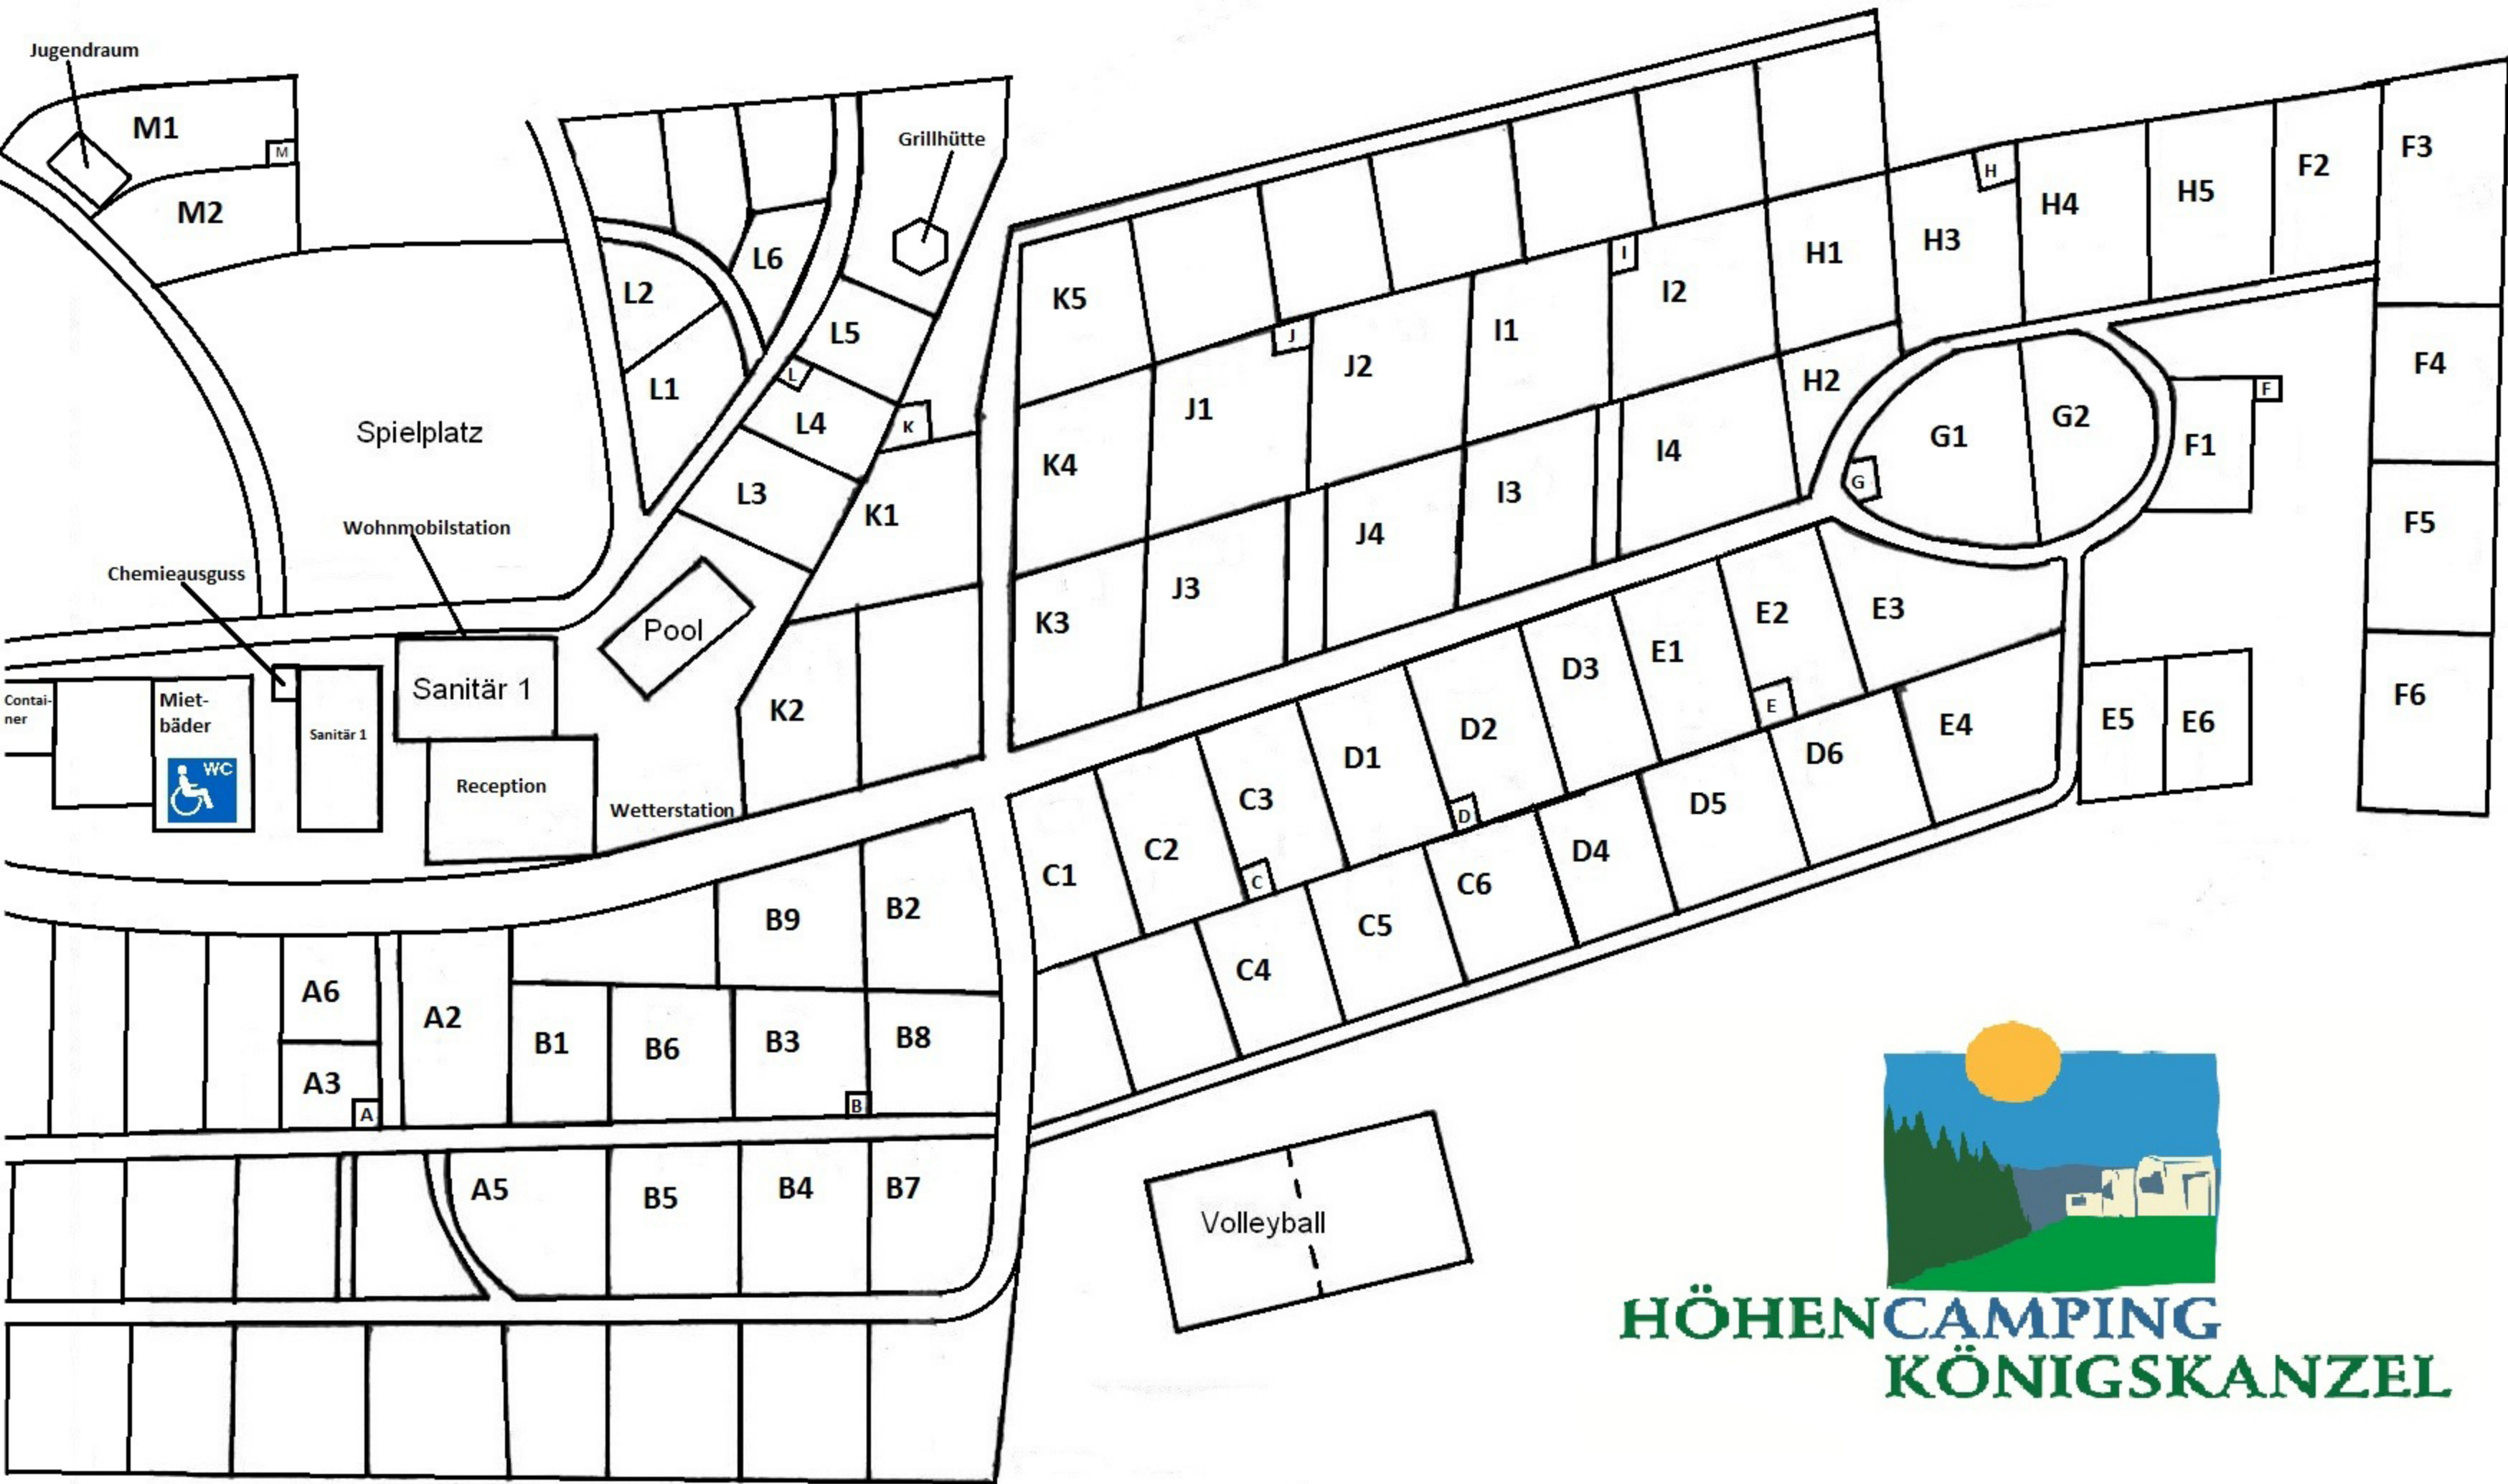 Jugendraum
M1
M
M2
Grillhütte
L6
L2
L5
L1
L
L4
K
L3
K1
Spielplatz
Wohnmobilstation
Chemieausguss
Pool
K2
Contai-
ner
Miet-
bäder
WC
Sanitär 1
Sanitär 1
Reception
Wetterstation
K5
K4
K3
J
J1
J2
J3
J4
I
I1
I2
I3
I4
H1
H2
H3
H
H4
H5
F2
F3
F4
F5
F6
G1
G2
G
F
F1
E1
E2
E3
E
E4
E5
E6
D1
D2
D3
D
D4
D5
D6
C1
C2
C3
C
C4
C5
C6
B9
B2
A6
A2
A3
A
B1
B6
B3
B8
B
A5
B5
B4
B7
Volleyball
HÖHENCAMPING
KÖNIGSKANZEL